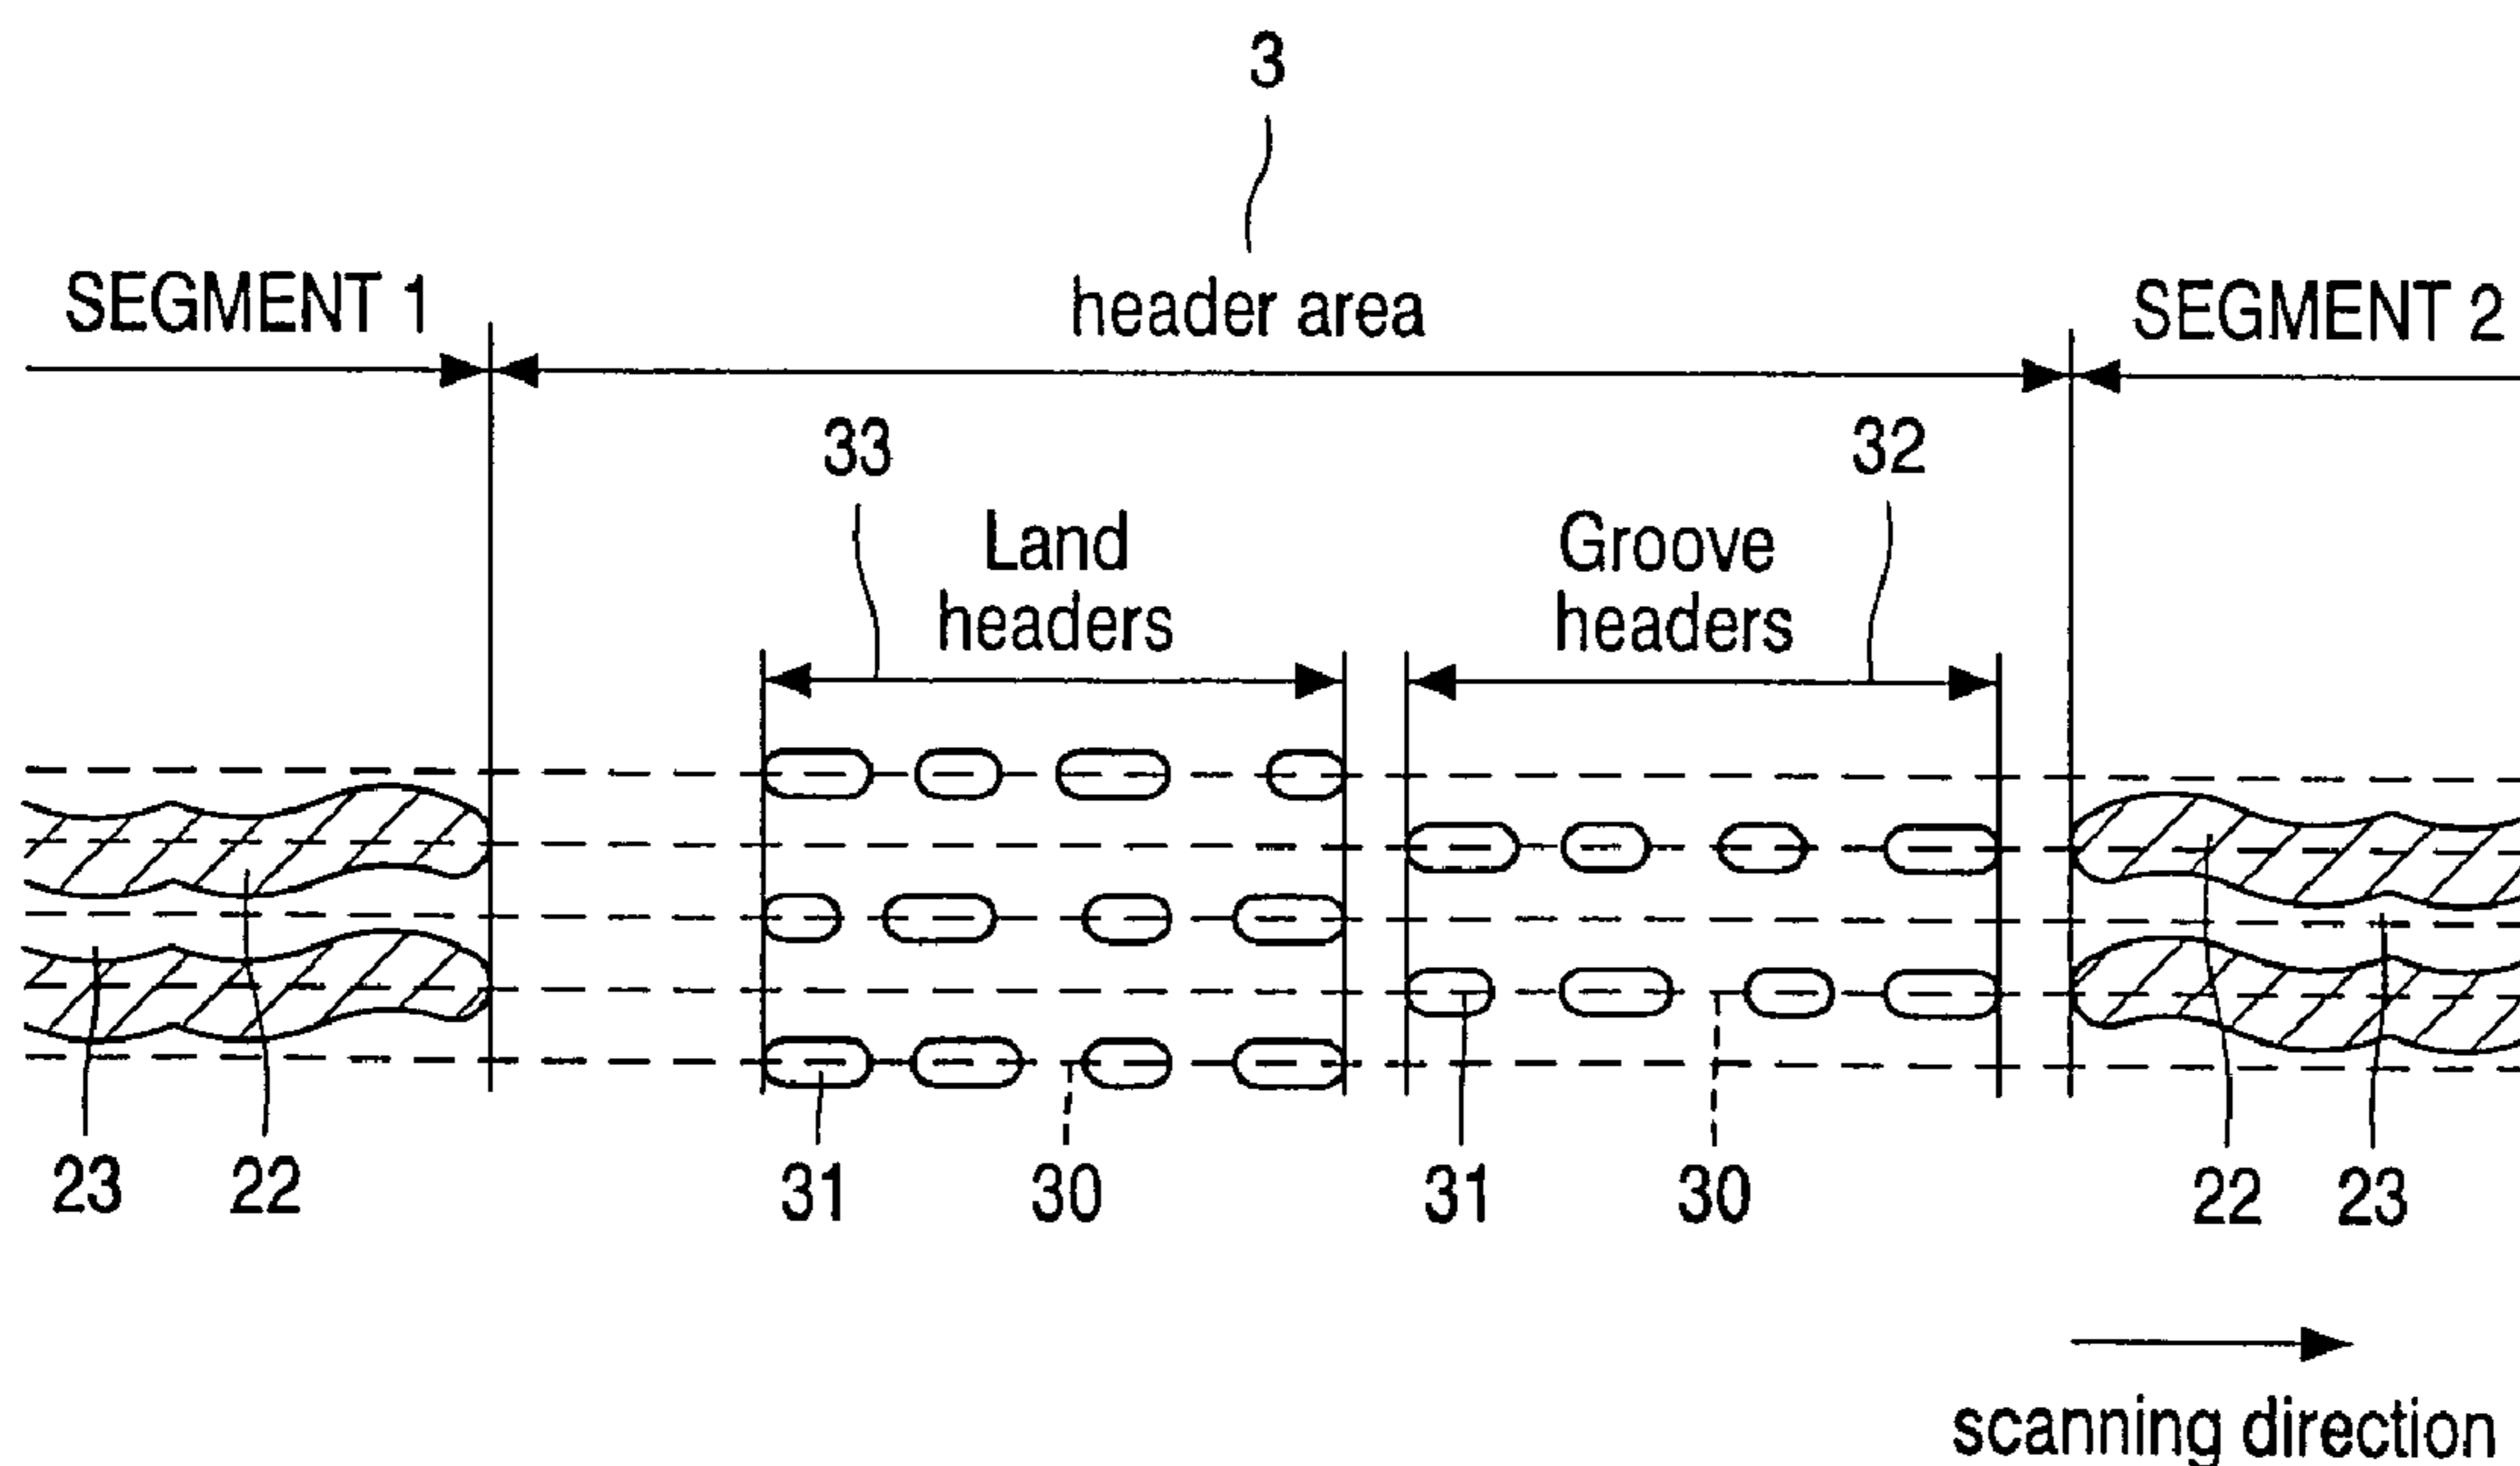 3
SEGMENT 1
header area
SEGMENT 2
33
32
Land
headers
Groove
headers
23
22
31
30
31
30
22
23
scanning direction